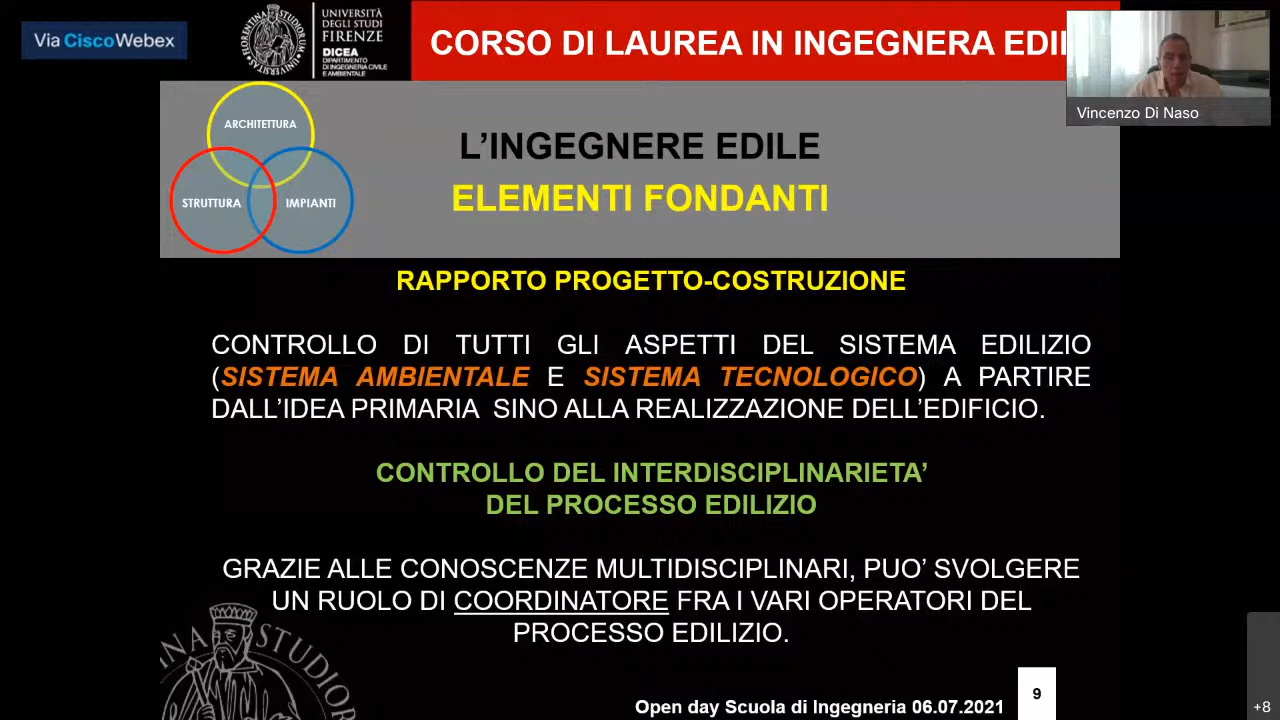 Via Cisco Webex
UNIVERSITÀ
DEGLI STUDI
FIRENZE
DICEA
DIPARTIMENTO
DI INGEGNERIA CIVILE
E AMBIENTALE
CORSO DI LAUREA IN INGEGNERA EDI
Vincenzo Di Naso
ARCHITETTURA
STRUTTURA
IMPIANTI
L'INGEGNERE EDILE
ELEMENTI FONDANTI
RAPPORTO PROGETTO-COSTRUZIONE
CONTROLLO DI TUTTI GLI ASPETTI DEL SISTEMA EDILIZIO
(SISTEMA AMBIENTALE E SISTEMA TECNOLOGICO) A PARTIRE
DALL'IDEA PRIMARIA SINO ALLA REALIZZAZIONE DELL'EDIFICIO.
CONTROLLO DEL INTERDISCIPLINARIETA'
DEL PROCESSO EDILIZIO
GRAZIE ALLE CONOSCENZE MULTIDISCIPLINARI, PUO' SVOLGERE
UN RUOLO DI COORDINATORE FRA I VARI OPERATORI DEL
PROCESSO EDILIZIO.
Open day Scuola di Ingegneria 06.07.2021
9
+8